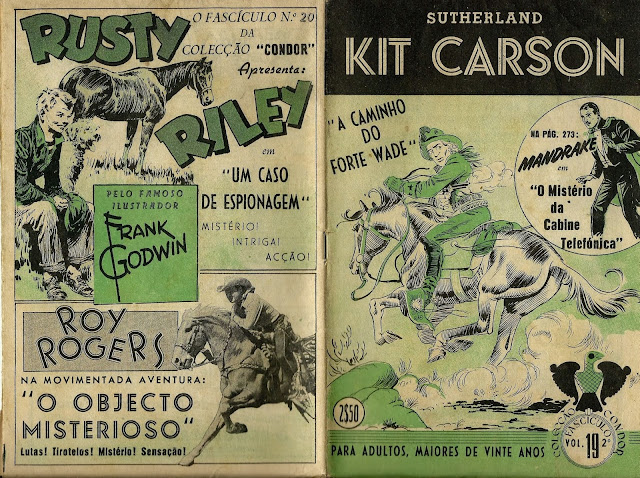 RUSTY
RILEY
O FASCÍCULO N.º 20
DA
COLECÇÃO "CONDOR"
Apresenta:
em
"UM CASO
DE ESPIONAGEM"
MISTÉRIO!
INTRIGA!
ACÇÃO!
PELO FAMOSO
ILUSTRADOR
FRANK
GODWIN
ROY
ROGERS
NA MOVIMENTADA AVENTURA:
"O OBJECTO
MISTERIOSO"
Lutas! Tiroteios! Mistério! Sensação!
SUTHERLAND
KIT CARSON
"A CAMINHO
DO
FORTE WADE"
NA PÁG. 273:
MANDRAKE
em
"O Mistério
da
Cabine
Telefónica"
2$50
COLECÇÃO CONDOR
FASCÍCULO
VOL. 19 2º
PARA ADULTOS, MAIORES DE VINTE ANOS